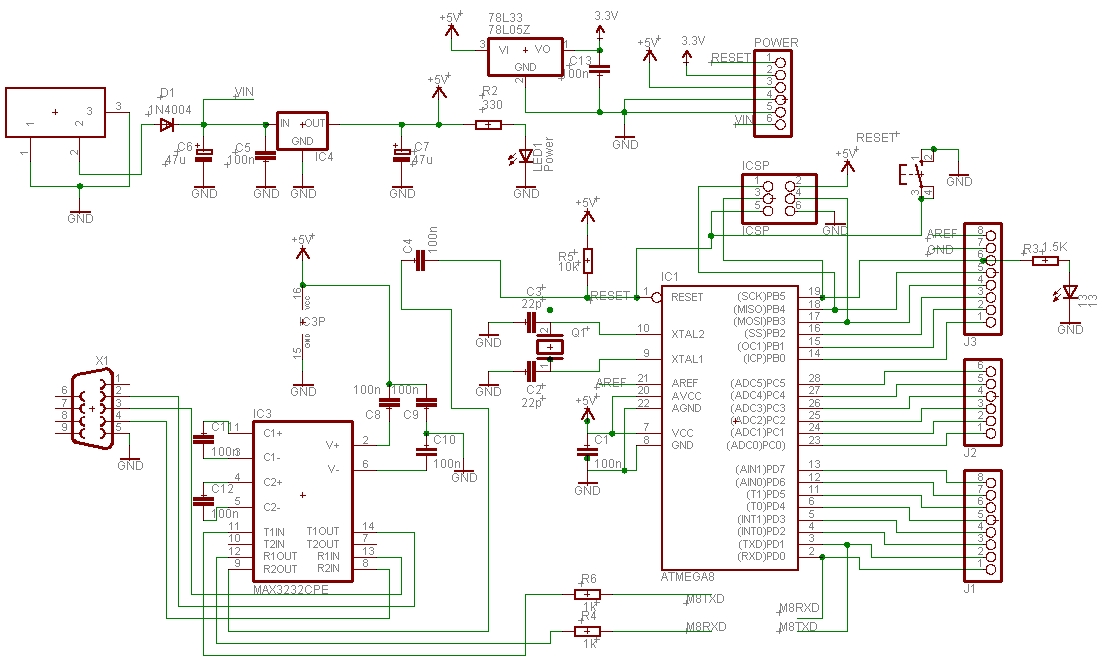 +5V
78L33
78L05Z
3.3V
3 VI VO 1
GND
2
C13
100n
+5V
3.3V
POWER
RESET
1
2
3
4
5
6
VIN
GND
3
1
2
3
1
2
GND
D1
1N4004
VIN
C6
47u
C5
100n
IN OUT
GND
IC4
C7
47u
+5V
R2
330
LED1
Power
GND
GND
GND
GND
GND
ICSP
1 2
3 4
5 6
ICSP
+5V
GND
RESET
1
2
3
4
GND
AREF
GND
8
7
6
5
4
3
2
1
J3
R3
1.5K
13
13
GND
+5V
16
VCC
IC3P
GND
15
GND
C4
100n
+5V
R5
10k
RESET
C3
22p
Q1
2
1
C2
22p
GND
GND
AREF
+5V
C1
100n
GND
IC1
1 RESET (SCK)PB5 19
(MISO)PB4 18
(MOSI)PB3 17
10 XTAL2 (SS)PB2 16
(OC1)PB1 15
9 XTAL1 (ICP)PB0 14
21 AREF (ADC5)PC5 28
20 AVCC (ADC4)PC4 27
22 AGND (ADC3)PC3 26
(ADC2)PC2 25
7 VCC (ADC1)PC1 24
8 GND (ADC0)PC0 23
(AIN1)PD7 13
(AIN0)PD6 12
(T1)PD5 11
(T0)PD4 6
(INT1)PD3 5
(INT0)PD2 4
(TXD)PD1 3
(RXD)PD0 2
ATMEGA8
6
5
4
3
2
1
J2
8
7
6
5
4
3
2
1
J1
X1
6
7
8
9
1
2
3
4
5
GND
100n
C8
100n
C9
C10
100n
GND
IC3
C11
100n
C12
100n
1 C1+
3 C1- V+ 2
4 C2+ V- 6
5 C2-
11 T1IN T1OUT 14
10 T2IN T2OUT 7
12 R1OUT R1IN 13
9 R2OUT R2IN 8
MAX3232CPE
R6
1k
M8TXD
R4
1k
M8RXD
M8RXD
M8TXD